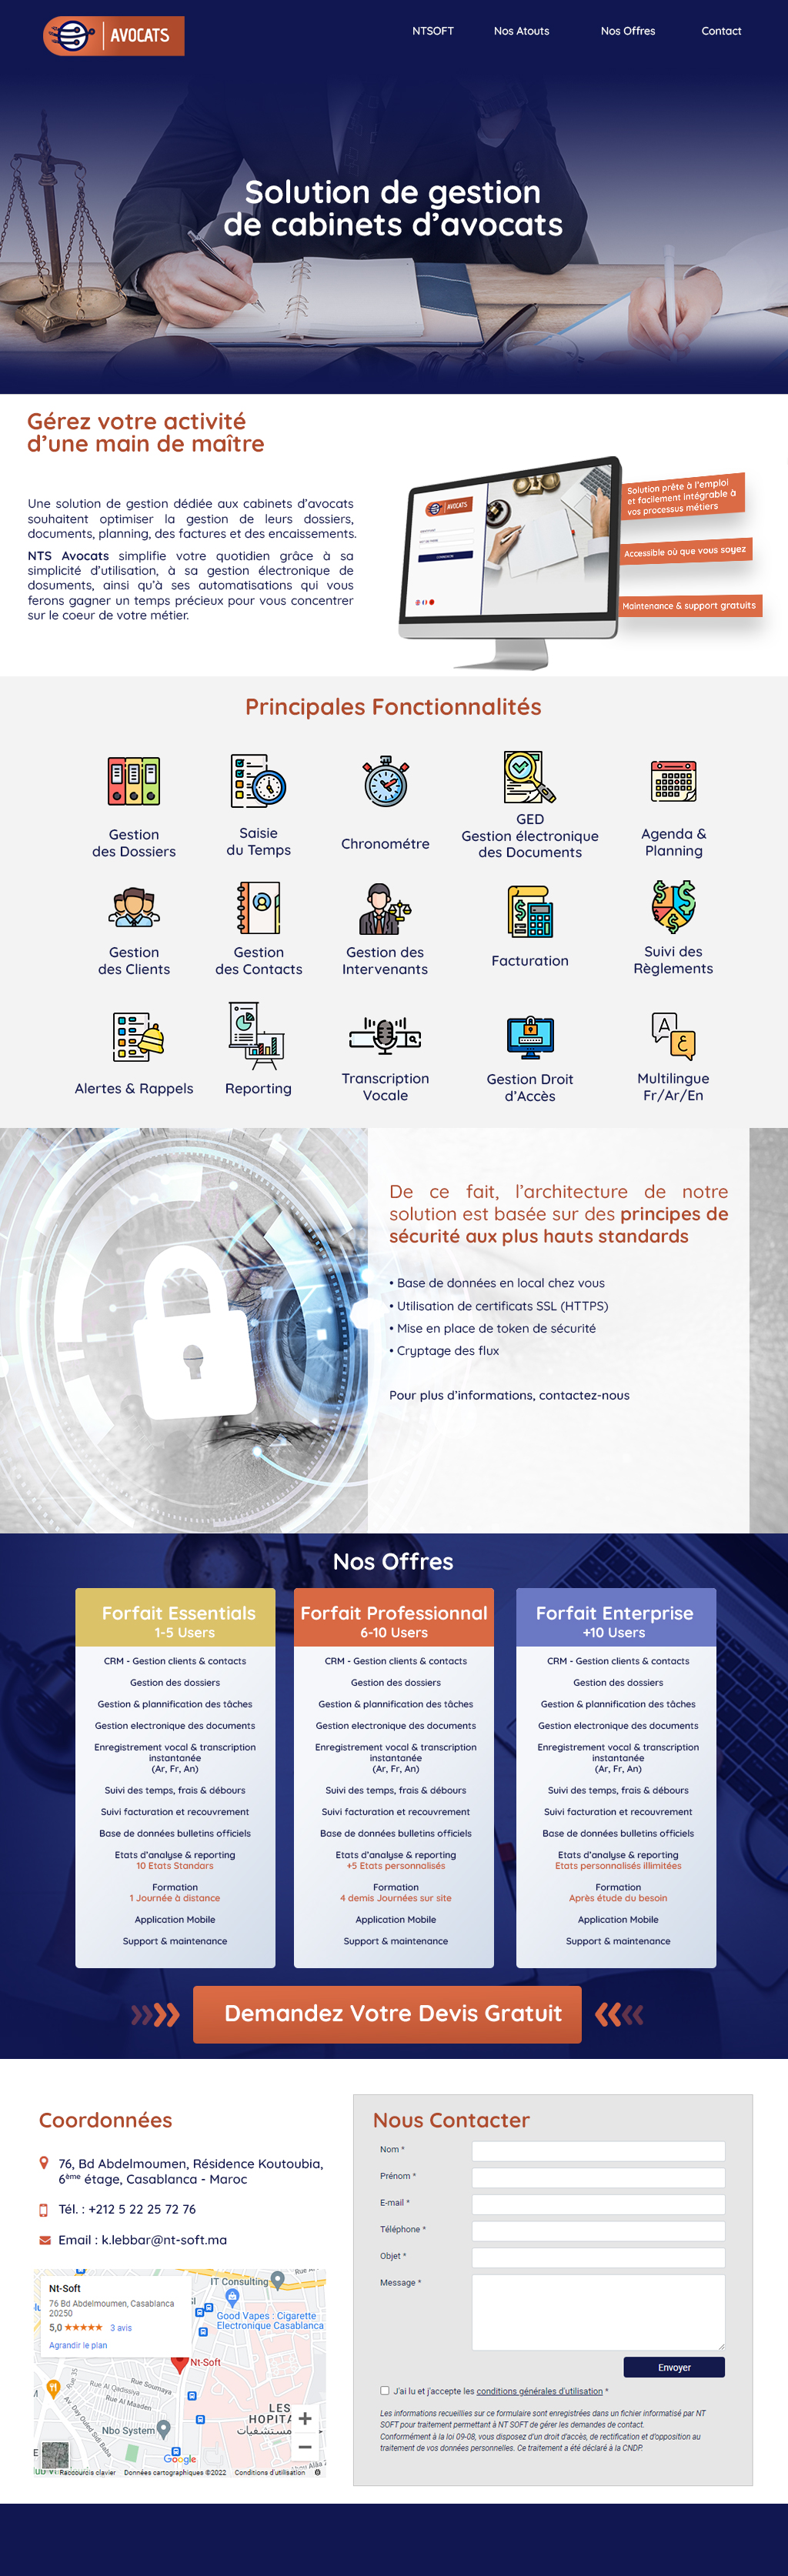 AVOCATS
NTSOFT
Nos Atouts
Nos Offres
Contact
Solution de gestion
de cabinets d'avocats
Gérez votre activité
d'une main de maître
Une solution de gestion dédiée aux cabinets d'avocats
souhaitent optimiser la gestion de leurs dossiers,
documents, planning, des factures et des encaissements.
NTS Avocats simplifie votre quotidien grâce à sa
simplicité d'utilisation, à sa gestion électronique de
dosuments, ainsi qu'à ses automatisations qui vous
ferons gagner un temps précieux pour vous concentrer
sur le coeur de votre métier.
AVOCATS
Solution prête à l'emploi
et facilement intégrable à
vos processus métiers
Accessible où que vous soyez
Maintenance & support gratuits
Principales Fonctionnalités
Gestion
des Dossiers
Saisie
du Temps
Chronométre
GED
Gestion électronique
des Documents
Agenda &
Planning
Gestion
des Clients
Gestion
des Contacts
Gestion des
Intervenants
Facturation
Suivi des
Règlements
Alertes & Rappels
Reporting
Transcription
Vocale
Gestion Droit
d'Accès
A
ع
Multilingue
Fr/Ar/En
De ce fait, l'architecture de notre
solution est basée sur des principes de
sécurité aux plus hauts standards
• Base de données en local chez vous
• Utilisation de certificats SSL (HTTPS)
• Mise en place de token de sécurité
• Cryptage des flux
Pour plus d'informations, contactez-nous
Nos Offres
Forfait Essentials
1-5 Users
CRM - Gestion clients & contacts
Gestion des dossiers
Gestion & plannification des tâches
Gestion electronique des documents
Enregistrement vocal & transcription
instantanée
(Ar, Fr, An)
Suivi des temps, frais & débours
Suivi facturation et recouvrement
Base de données bulletins officiels
Etats d'analyse & reporting
10 Etats Standars
Formation
1 Journée à distance
Application Mobile
Support & maintenance
Forfait Professionnal
6-10 Users
CRM - Gestion clients & contacts
Gestion des dossiers
Gestion & plannification des tâches
Gestion electronique des documents
Enregistrement vocal & transcription
instantanée
(Ar, Fr, An)
Suivi des temps, frais & débours
Suivi facturation et recouvrement
Base de données bulletins officiels
Etats d'analyse & reporting
+5 Etats personnalisés
Formation
4 demis Journées sur site
Application Mobile
Support & maintenance
Forfait Enterprise
+10 Users
CRM - Gestion clients & contacts
Gestion des dossiers
Gestion & plannification des tâches
Gestion electronique des documents
Enregistrement vocal & transcription
instantanée
(Ar, Fr, An)
Suivi des temps, frais & débours
Suivi facturation et recouvrement
Base de données bulletins officiels
Etats d'analyse & reporting
Etats personnalisés illimitées
Formation
Après étude du besoin
Application Mobile
Support & maintenance
Demandez Votre Devis Gratuit
Coordonnées
76, Bd Abdelmoumen, Résidence Koutoubia,
6ème étage, Casablanca - Maroc
Tél. : +212 5 22 25 72 76
Email : k.lebbar@nt-soft.ma
Nt-Soft
76 Bd Abdelmoumen, Casablanca
20250
5,0 ★★★★★ 3 avis
Agrandir le plan
IT Consulting
Good Vapes : Cigarette
Electronique Casablanca
Nt-Soft
Rue Soumaya
Rue Al Maaden
Av. Day Ouled Sidi Baba
Nbo System
LES
HOPITA
Google
Raccourcis clavier
Données cartographiques ©2022
Conditions d'utilisation
Nous Contacter
Nom *
Prénom *
E-mail *
Téléphone *
Objet *
Message *
Envoyer
J'ai lu et j'accepte les conditions générales d'utilisation *
Les informations recueillies sur ce formulaire sont enregistrées dans un fichier informatisé par NT
SOFT pour traitement permettant à NT SOFT de gérer les demandes de contact.
Conformément à la loi 09-08, vous disposez d'un droit d'accès, de rectification et d'opposition au
traitement de vos données personnelles. Ce traitement a été déclaré à la CNDP.